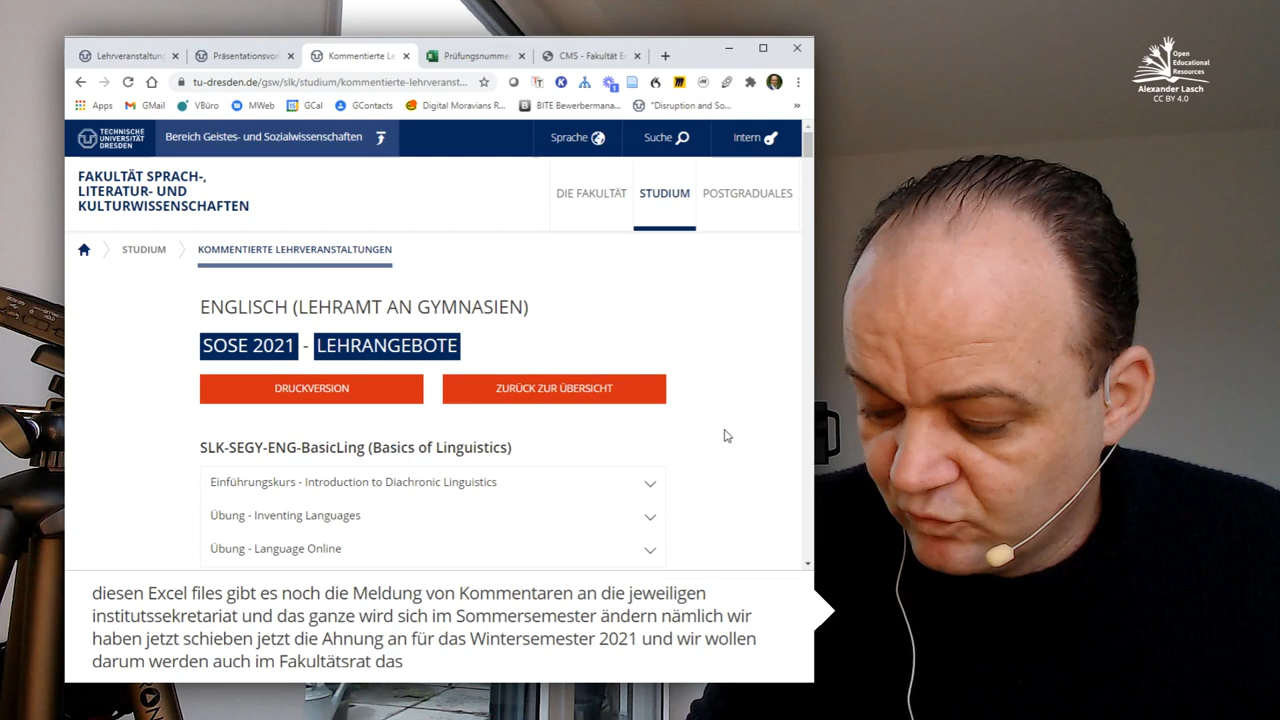 Lehrveranstaltung
Präsentationsvor
Kommentierte Le
Prüfungsnumme
CMS - Fakultät E
tu-dresden.de/gsw/slk/studium/kommentierte-lehrveranst...
Apps
GMail
VBüro
MWeb
GCal
GContacts
Digital Moravians R...
BITE Bewerbermana...
"Disruption and So...
»
TECHNISCHE
UNIVERSITÄT
DRESDEN
Bereich Geistes- und Sozialwissenschaften
Sprache
Suche
Intern
FAKULTÄT SPRACH-,
LITERATUR- UND
KULTURWISSENSCHAFTEN
DIE FAKULTÄT
STUDIUM
POSTGRADUALES
STUDIUM
KOMMENTIERTE LEHRVERANSTALTUNGEN
ENGLISCH (LEHRAMT AN GYMNASIEN)
SOSE 2021 - LEHRANGEBOTE
DRUCKVERSION
ZURÜCK ZUR ÜBERSICHT
SLK-SEGY-ENG-BasicLing (Basics of Linguistics)
Einführungskurs - Introduction to Diachronic Linguistics
Übung - Inventing Languages
Übung - Language Online
diesen Excel files gibt es noch die Meldung von Kommentaren an die jeweiligen
institutssekretariat und das ganze wird sich im Sommersemester ändern nämlich wir
haben jetzt schieben jetzt die Ahnung an für das Wintersemester 2021 und wir wollen
darum werden auch im Fakultätsrat das
Open
Educational
Resources
Alexander Lasch
CC BY 4.0